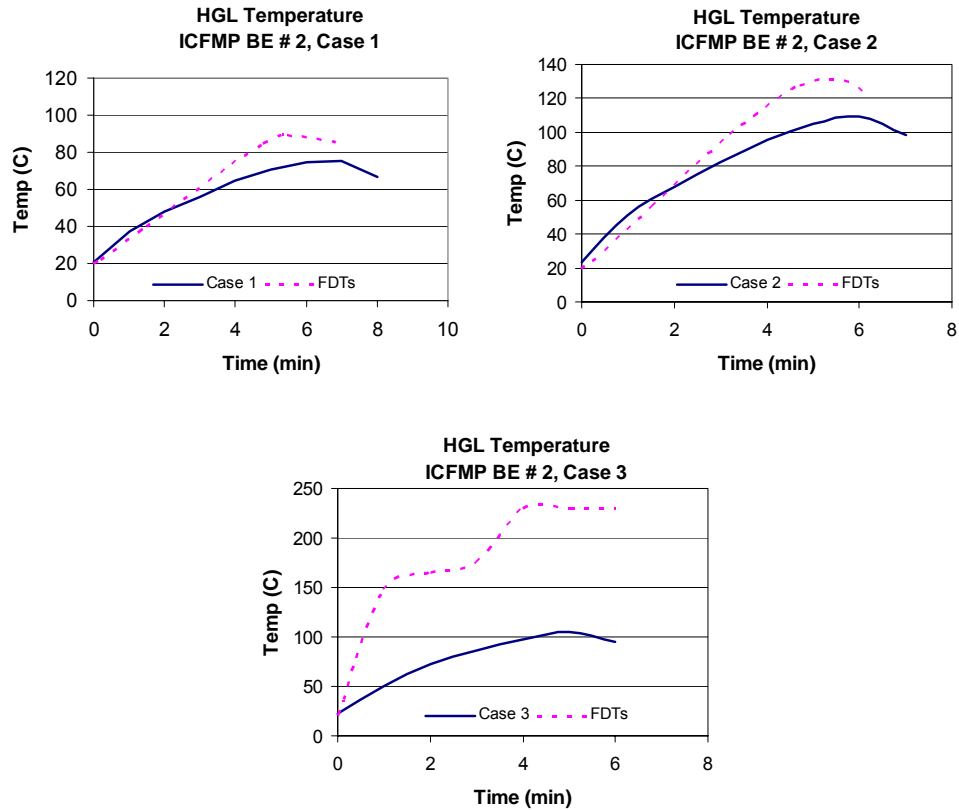 HGL Temperature
ICFMP BE # 2, Case 1
120
100
80
60
40
20
0
Temp (C)
Case 1
FDTs
0 2 4 6 8 10
Time (min)
HGL Temperature
ICFMP BE # 2, Case 2
140
120
100
80
60
40
20
0
Temp (C)
Case 2
FDTs
0 2 4 6 8
Time (min)
HGL Temperature
ICFMP BE # 2, Case 3
250
200
150
100
50
0
Temp (C)
Case 3
FDTs
0 2 4 6 8
Time (min)